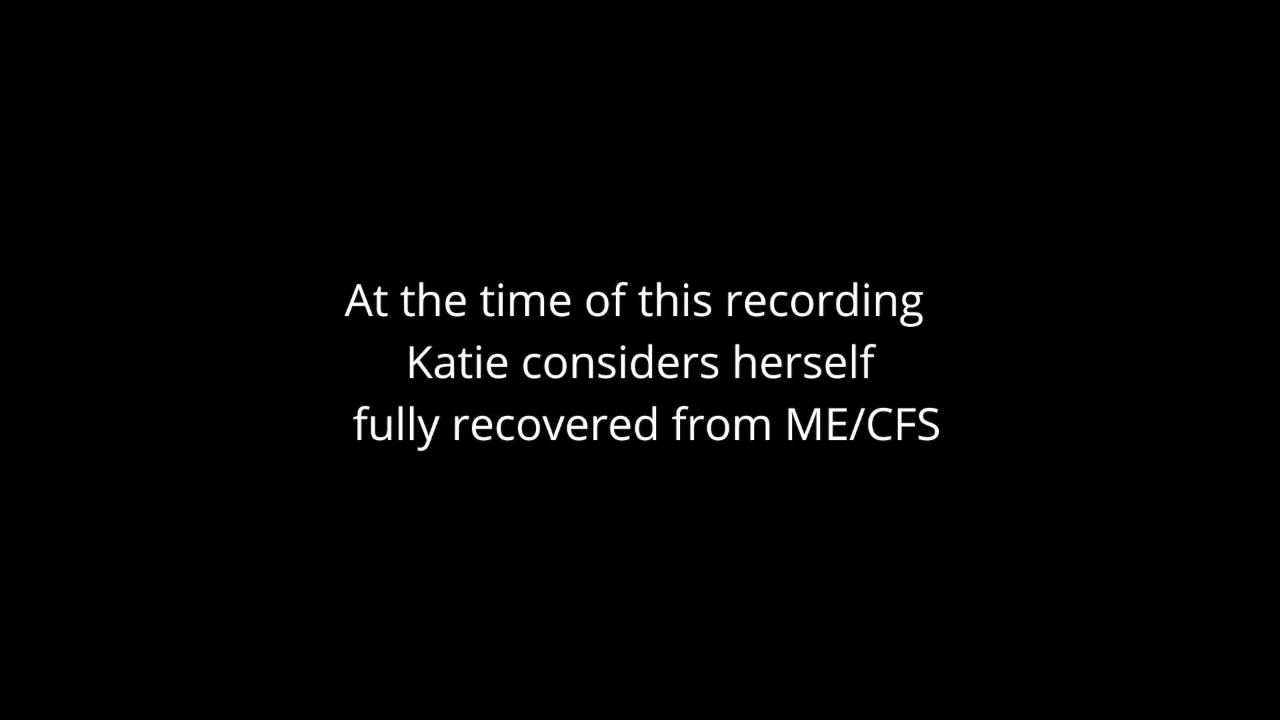 At the time of this recording
Katie considers herself
fully recovered from ME/CFS